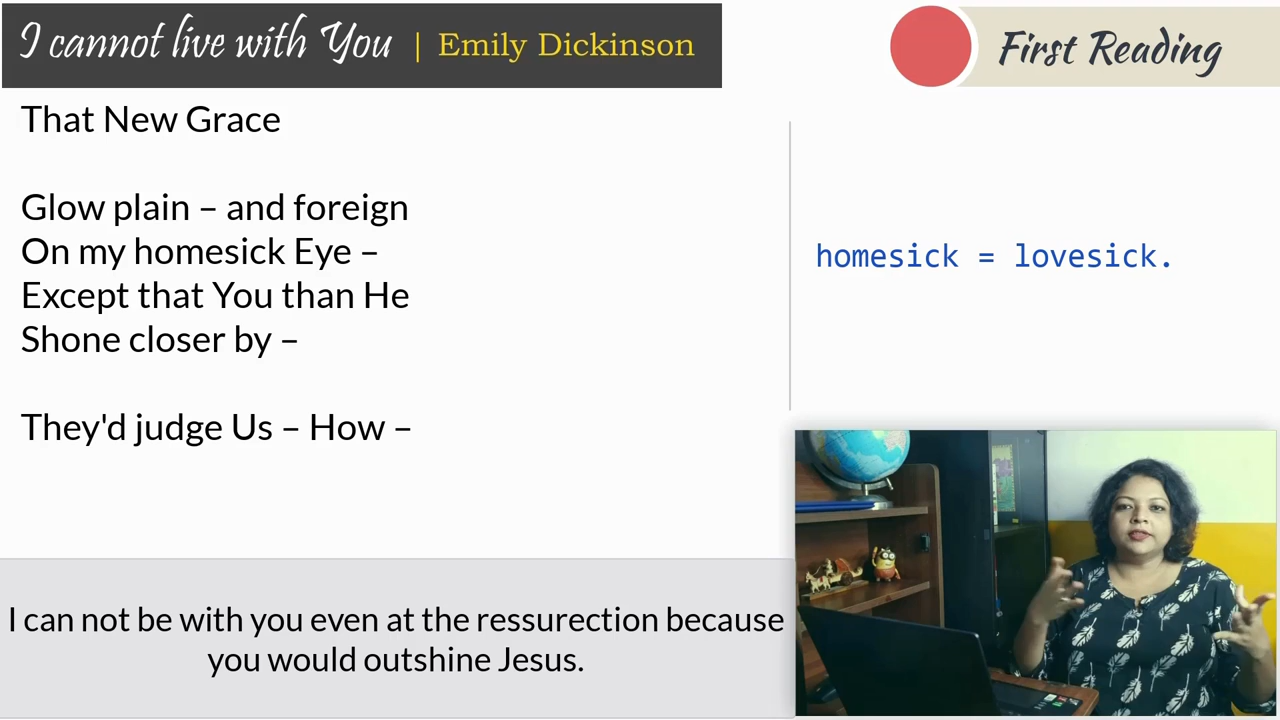 I cannot live with You | Emily Dickinson
First Reading
That New Grace
Glow plain – and foreign
On my homesick Eye –
Except that You than He
Shone closer by –
They'd judge Us – How –
homesick = lovesick.
I can not be with you even at the ressurection because
you would outshine Jesus.